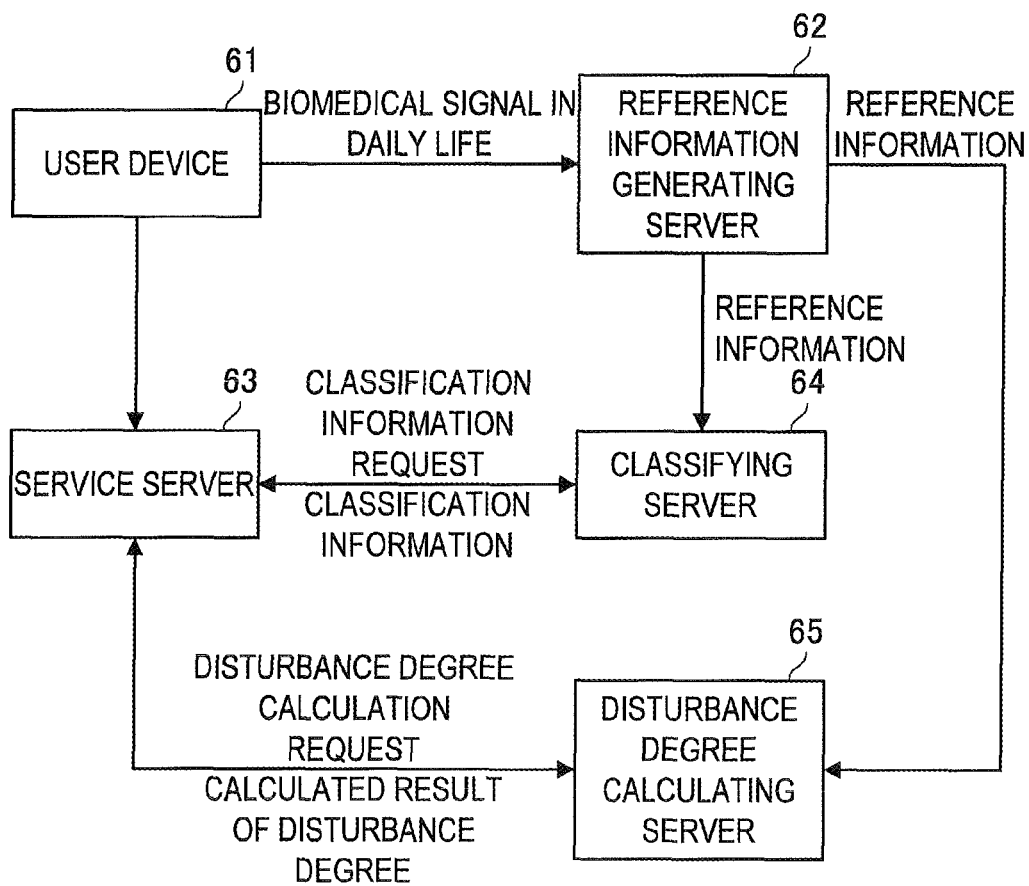 61
USER DEVICE
BIOMEDICAL SIGNAL IN
DAILY LIFE
62
REFERENCE
INFORMATION
GENERATING
SERVER
REFERENCE
INFORMATION
REFERENCE
INFORMATION
63
SERVICE SERVER
CLASSIFICATION
INFORMATION
REQUEST
CLASSIFICATION
INFORMATION
64
CLASSIFYING
SERVER
DISTURBANCE DEGREE
CALCULATION
REQUEST
CALCULATED RESULT
OF DISTURBANCE
DEGREE
65
DISTURBANCE
DEGREE
CALCULATING
SERVER